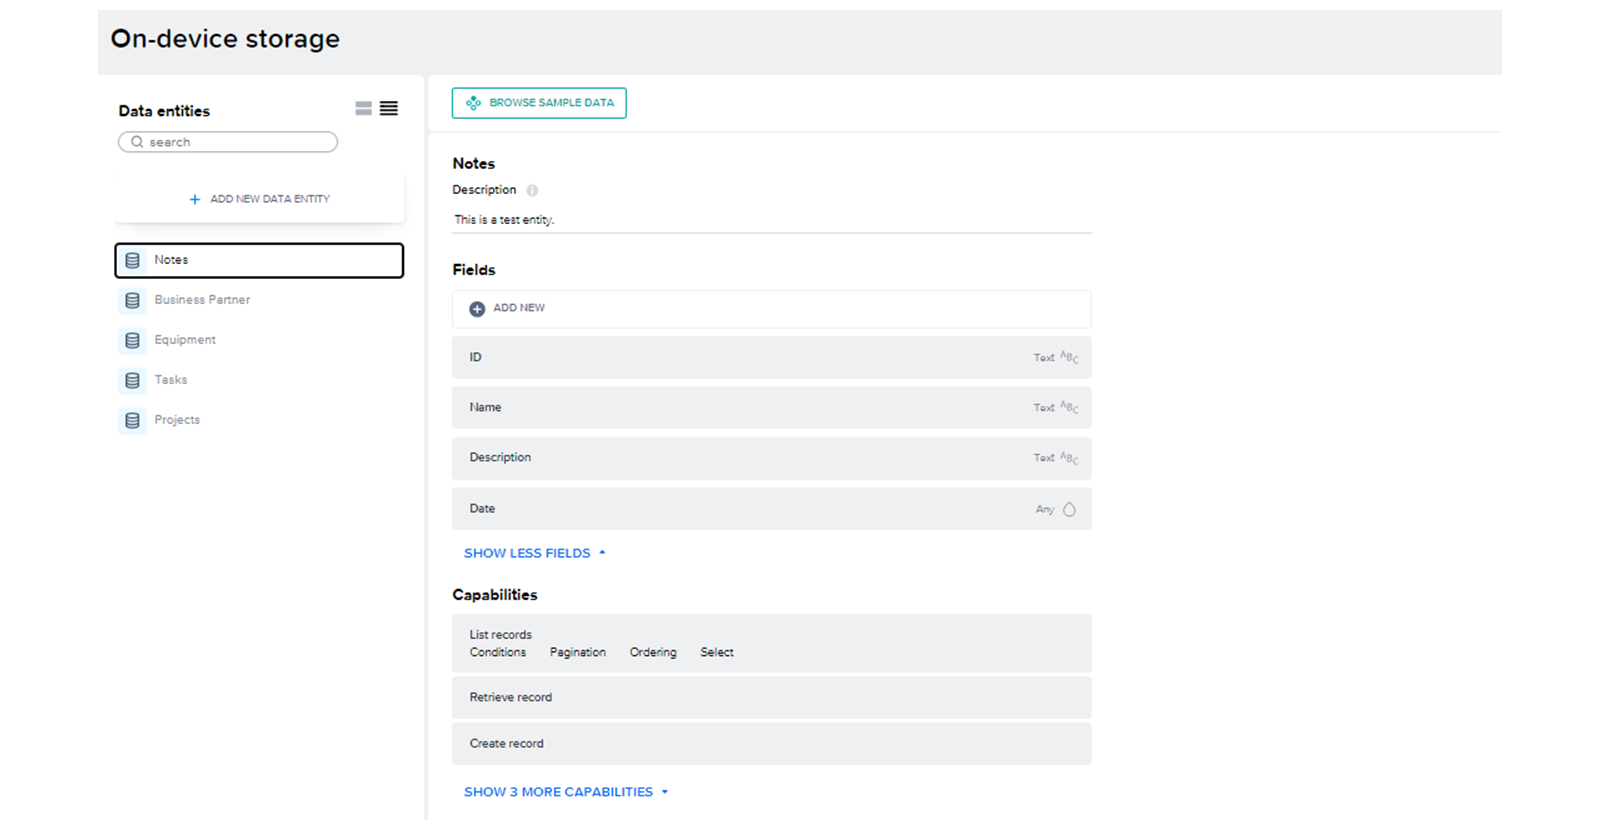 On-device storage
Data entities
search
ADD NEW DATA ENTITY
Notes
Business Partner
Equipment
Tasks
Projects
BROWSE SAMPLE DATA
Notes
Description
This is a test entity.
Fields
ADD NEW
ID Text ABC
Name Text ABC
Description Text ABC
Date Any
SHOW LESS FIELDS
Capabilities
List records
Conditions Pagination Ordering Select
Retrieve record
Create record
SHOW 3 MORE CAPABILITIES